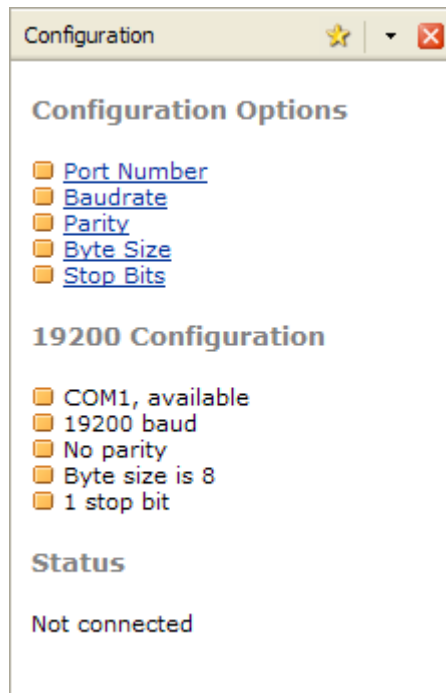 Configuration
Configuration Options
Port Number
Baudrate
Parity
Byte Size
Stop Bits
19200 Configuration
COM1, available
19200 baud
No parity
Byte size is 8
1 stop bit
Status
Not connected